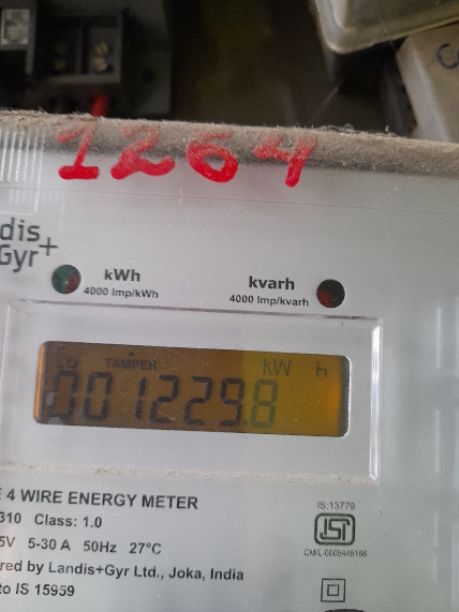 1264
dis
Gyr+
kWh
4000 Imp/kWh
kvarh
4000 Imp/kvarh
TAMPER
kW h
001229.8
E 4 WIRE ENERGY METER
310 Class: 1.0
5V 5-30 A 50Hz 27°C
red by Landis+Gyr Ltd., Joka, India
to IS 15959
IS:13779